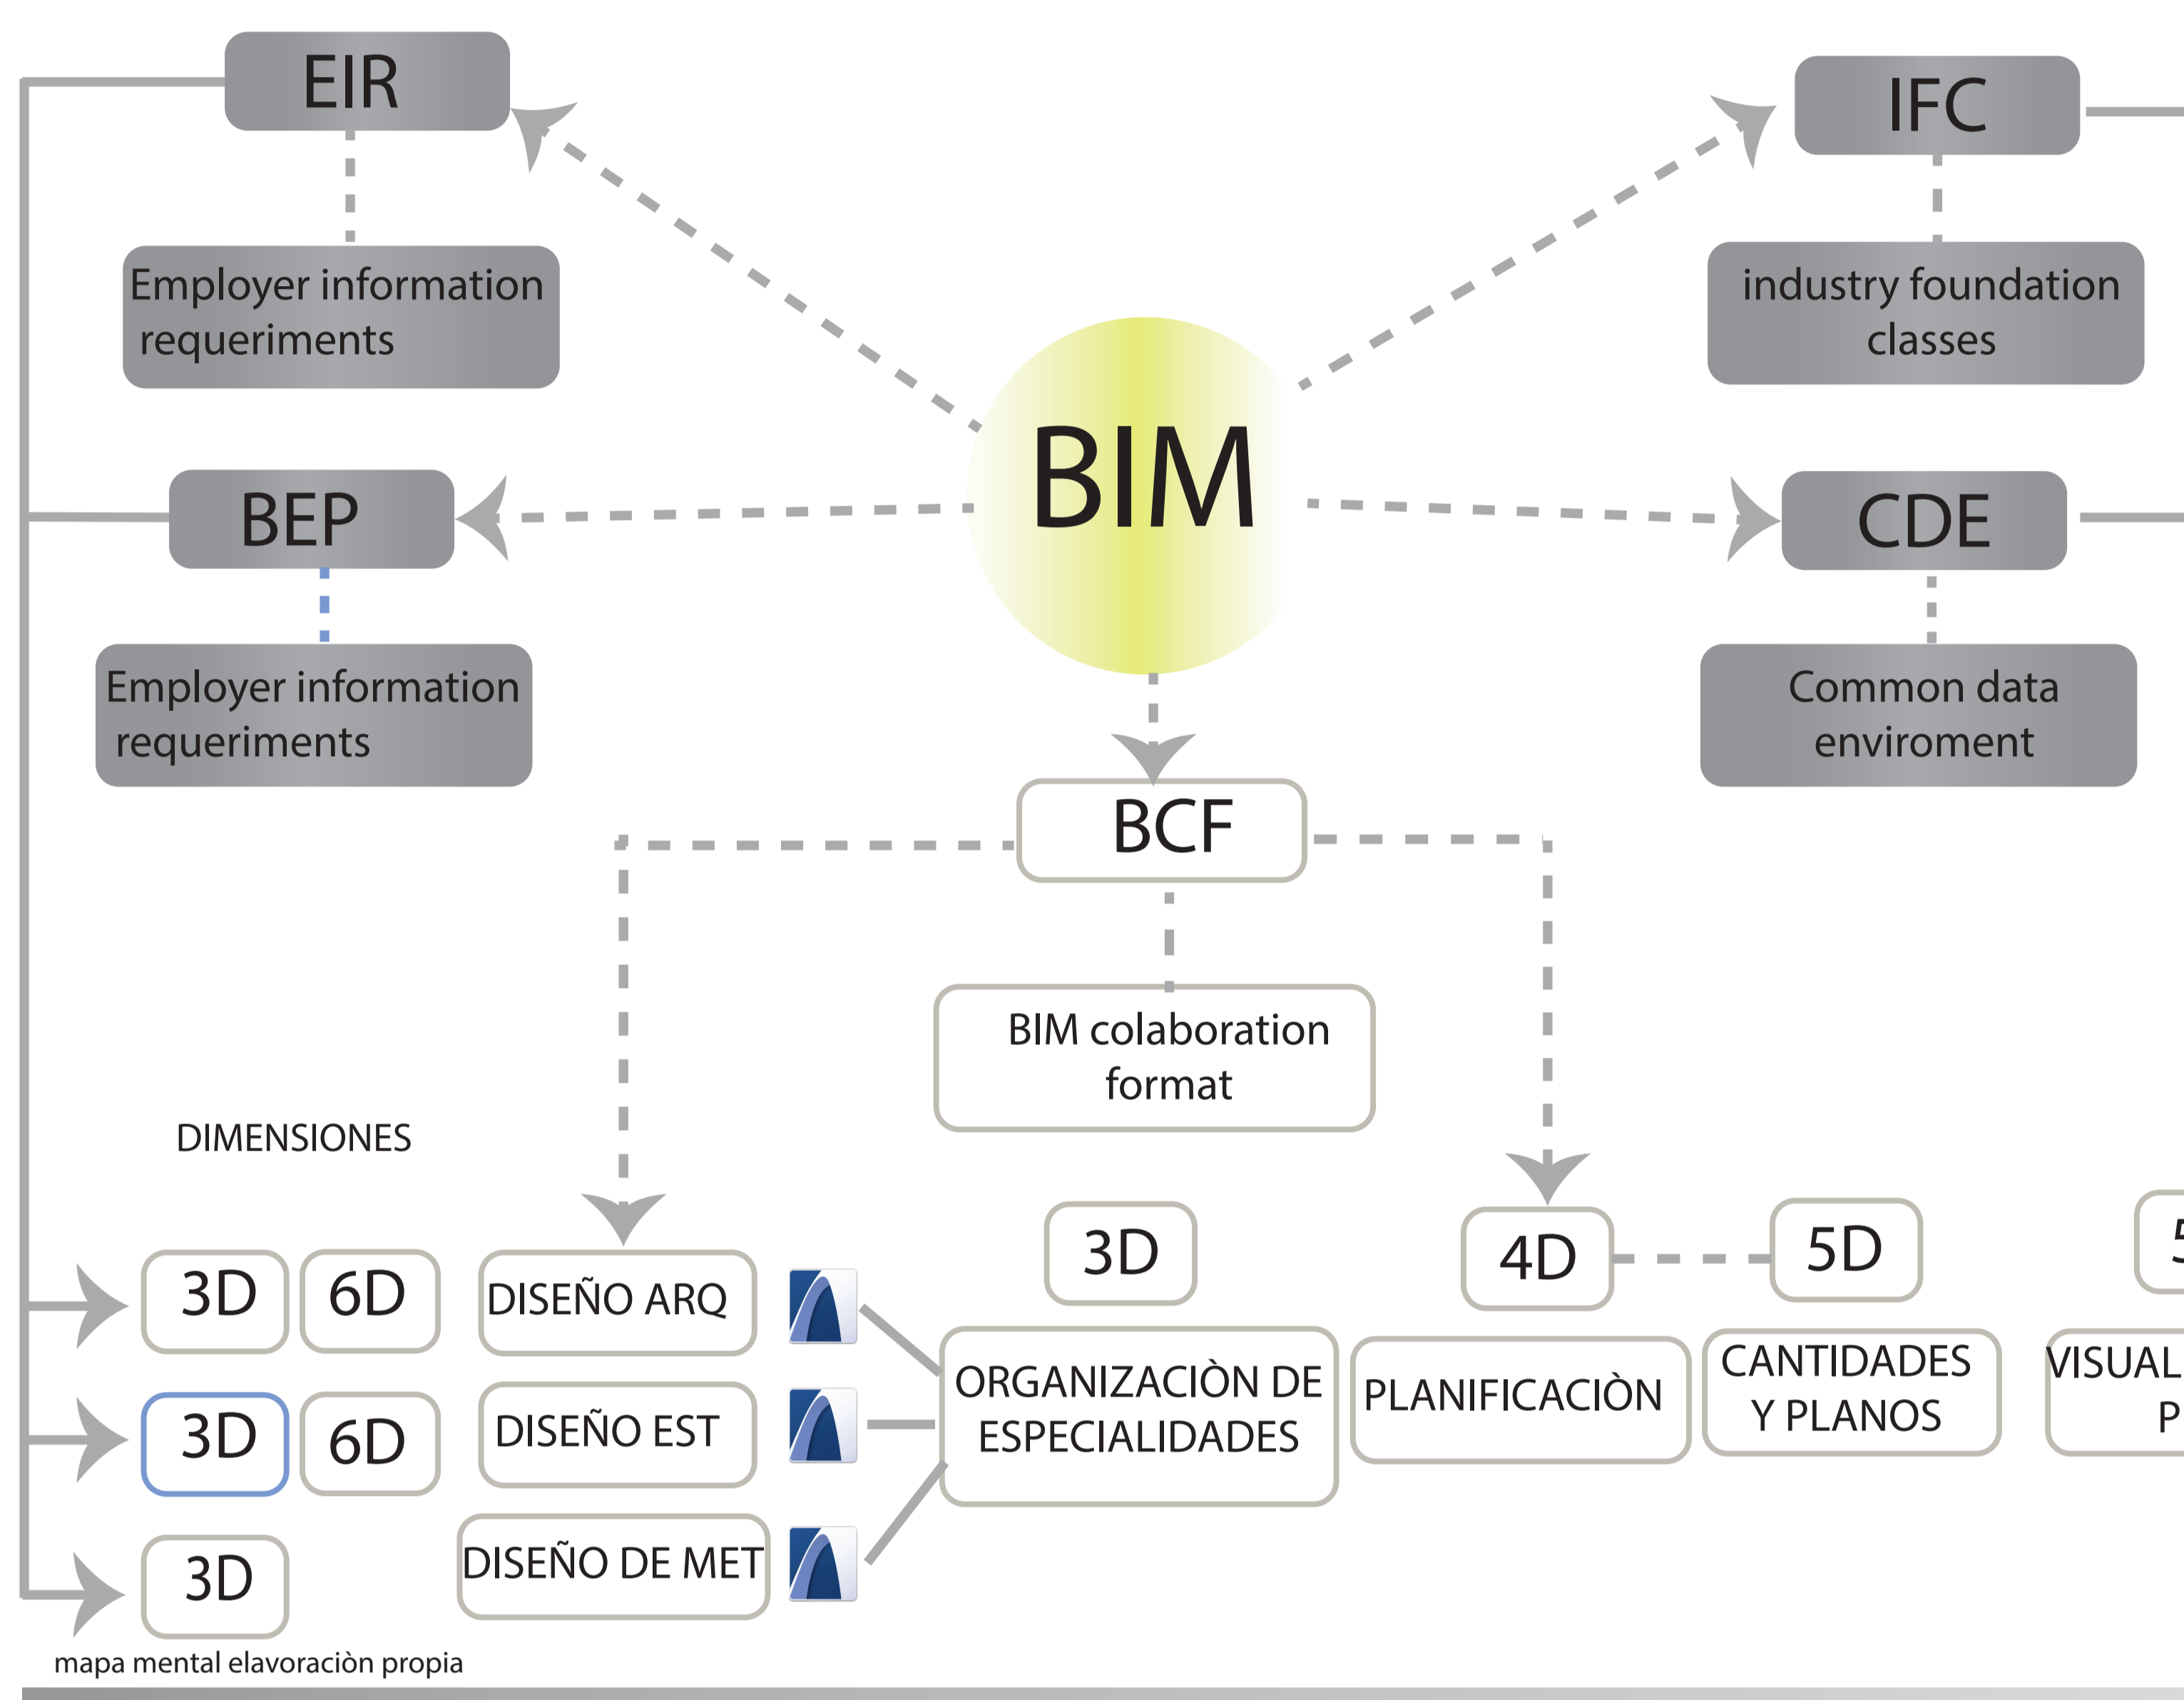 EIR
IFC
Employer information
requeriments
industry foundation
classes
BIM
BEP
CDE
Employer information
requeriments
Common data
enviroment
BCF
BIM colaboration
format
DIMENSIONES
3D
4D
5D
5
3D
6D
DISEÑO ARQ
ORGANIZACIÒN DE
ESPECIALIDADES
PLANIFICACIÒN
CANTIDADES
Y PLANOS
VISUAL
P
3D
6D
DISEÑO EST
3D
DISEÑO DE MET
mapa mental elavoraciòn propia